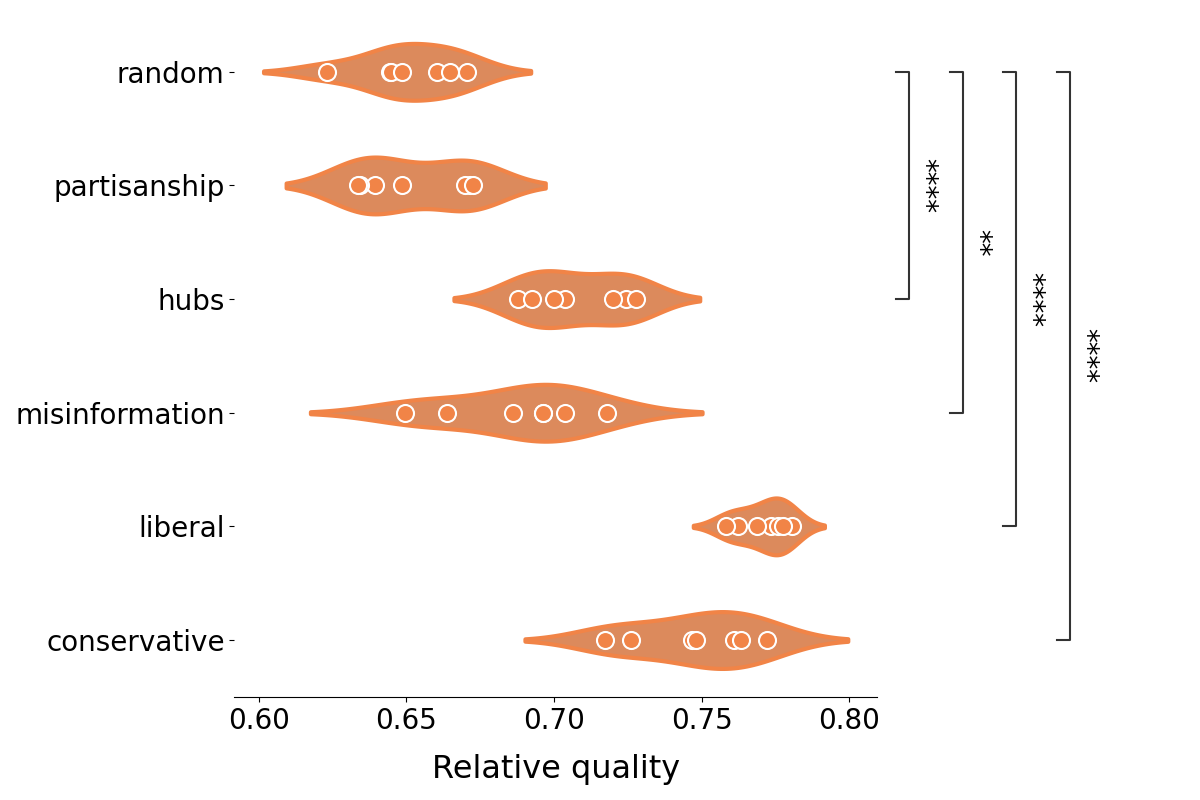 random
partisanship
hubs
misinformation
liberal
conservative
****
**
****
****
0.60 0.65 0.70 0.75 0.80
Relative quality